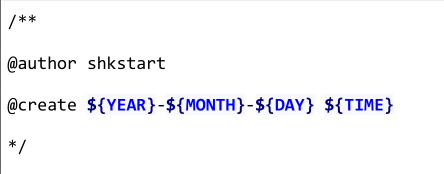 /**
@author shkstart
@create ${YEAR}-${MONTH}-${DAY} ${TIME}
*/